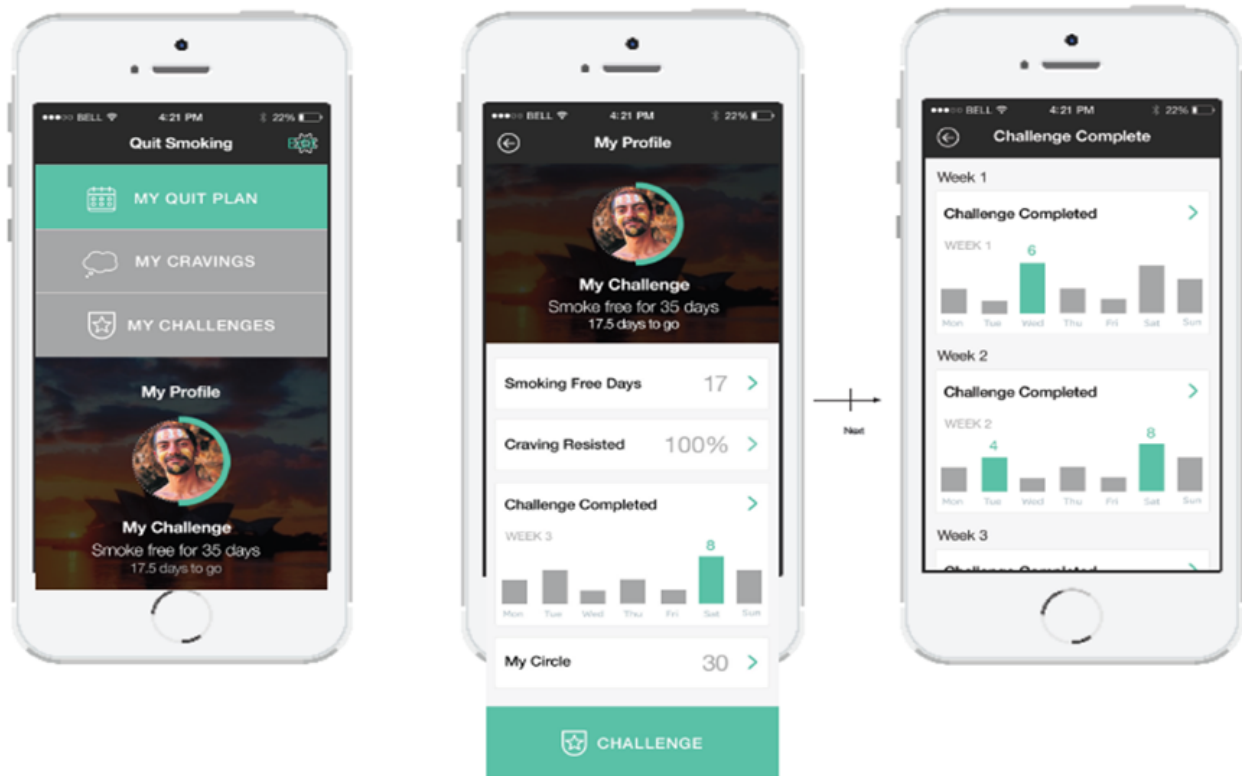 BELL 4:21 PM 22%
Quit Smoking
MY QUIT PLAN
MY CRAVINGS
MY CHALLENGES
My Profile
My Challenge
Smoke free for 35 days
17.5 days to go
BELL 4:21 PM 22%
My Profile
My Challenge
Smoke free for 35 days
17.5 days to go
Smoking Free Days 17
Craving Resisted 100%
Challenge Completed
WEEK 3
8
Mon Tue Wed Thu Fri Sat Sun
My Circle 30
CHALLENGE
Next
BELL 4:21 PM 22%
Challenge Complete
Week 1
Challenge Completed
WEEK 1
6
Mon Tue Wed Thu Fri Sat Sun
Week 2
Challenge Completed
WEEK 2
4 8
Mon Tue Wed Thu Fri Sat Sun
Week 3
Challenge Completed